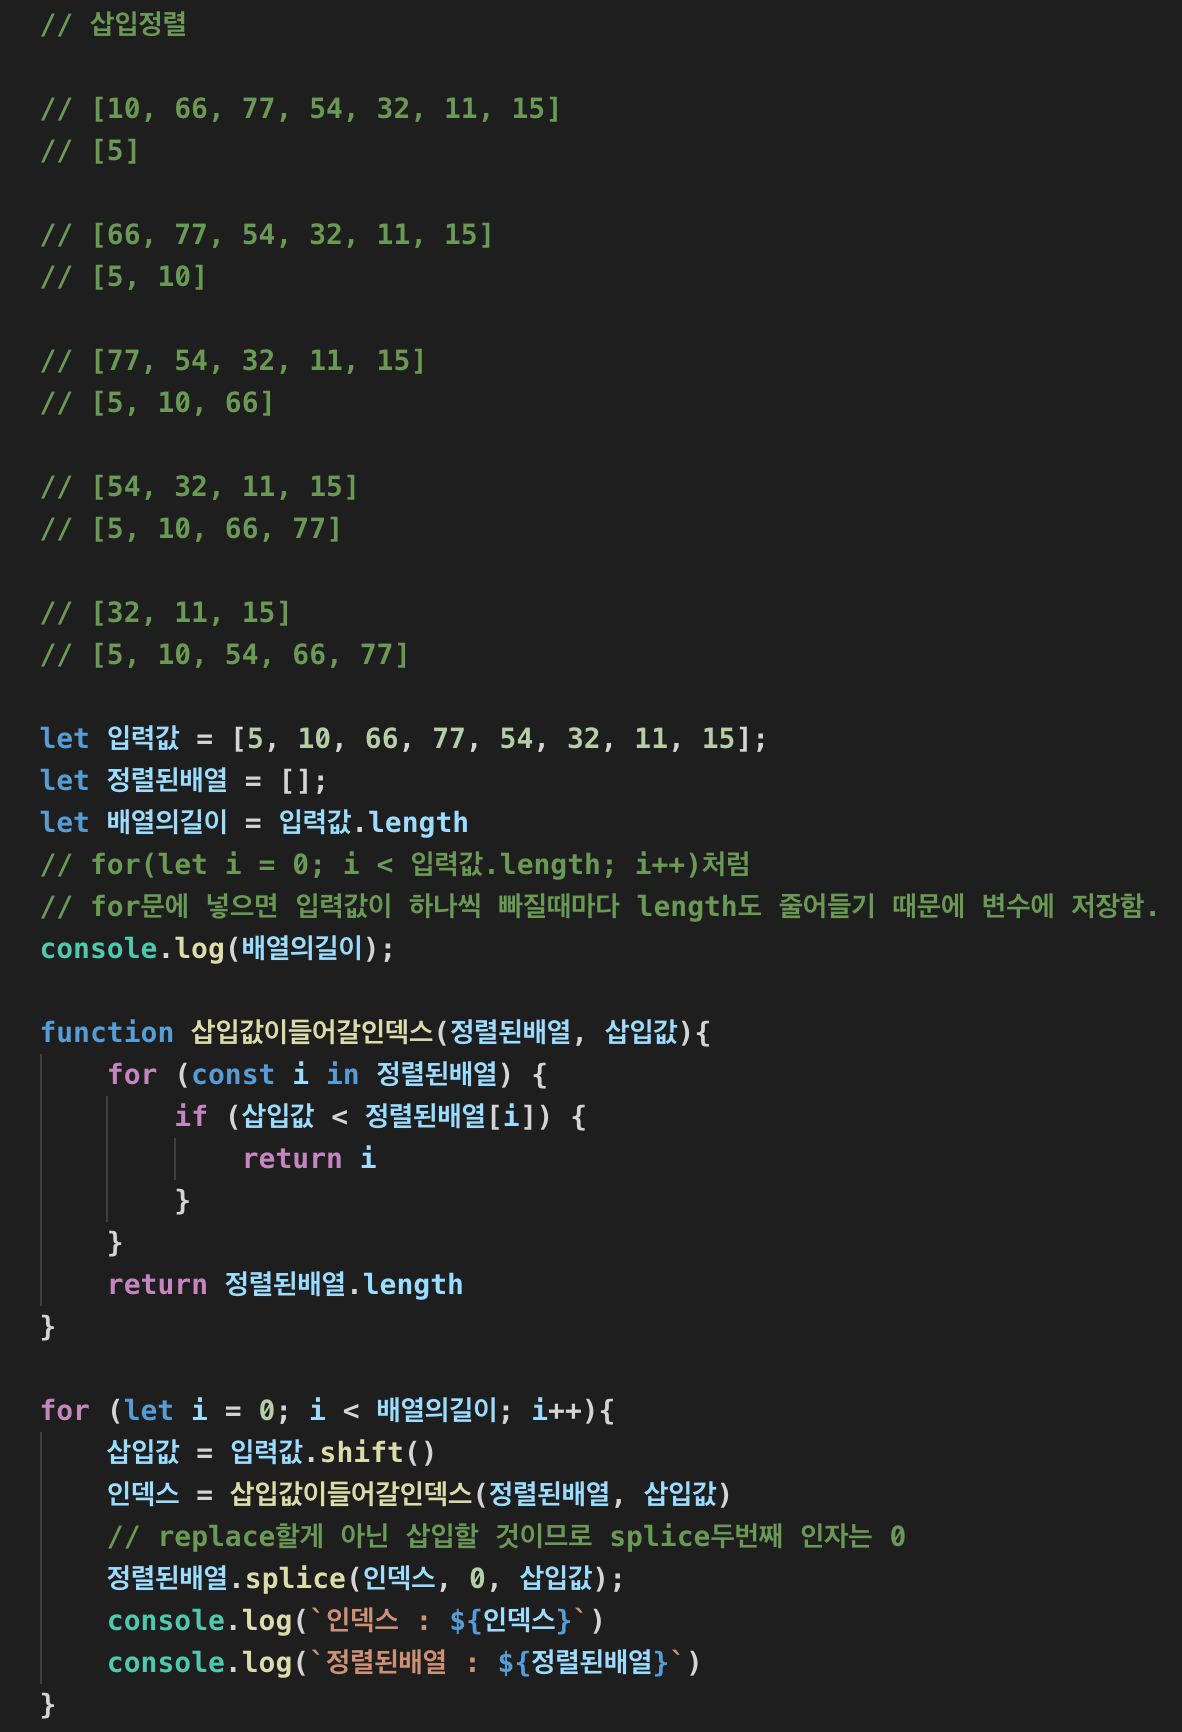 // 삽입정렬
// [10, 66, 77, 54, 32, 11, 15]
// [5]
// [66, 77, 54, 32, 11, 15]
// [5, 10]
// [77, 54, 32, 11, 15]
// [5, 10, 66]
// [54, 32, 11, 15]
// [5, 10, 66, 77]
// [32, 11, 15]
// [5, 10, 54, 66, 77]
let 입력값 = [5, 10, 66, 77, 54, 32, 11, 15];
let 정렬된배열 = [];
let 배열의길이 = 입력값.length
// for(let i = 0; i < 입력값.length; i++)처럼
// for문에 넣으면 입력값이 하나씩 빠질때마다 length도 줄어들기 때문에 변수에 저장함.
console.log(배열의길이);
function 삽입값이들어갈인덱스(정렬된배열, 삽입값){
    for (const i in 정렬된배열) {
        if (삽입값 < 정렬된배열[i]) {
            return i
        }
    }
    return 정렬된배열.length
}
for (let i = 0; i < 배열의길이; i++){
    삽입값 = 입력값.shift()
    인덱스 = 삽입값이들어갈인덱스(정렬된배열, 삽입값)
    // replace할게 아닌 삽입할 것이므로 splice두번째 인자는 0
    정렬된배열.splice(인덱스, 0, 삽입값);
    console.log(`인덱스 : ${인덱스}`)
    console.log(`정렬된배열 : ${정렬된배열}`)
}